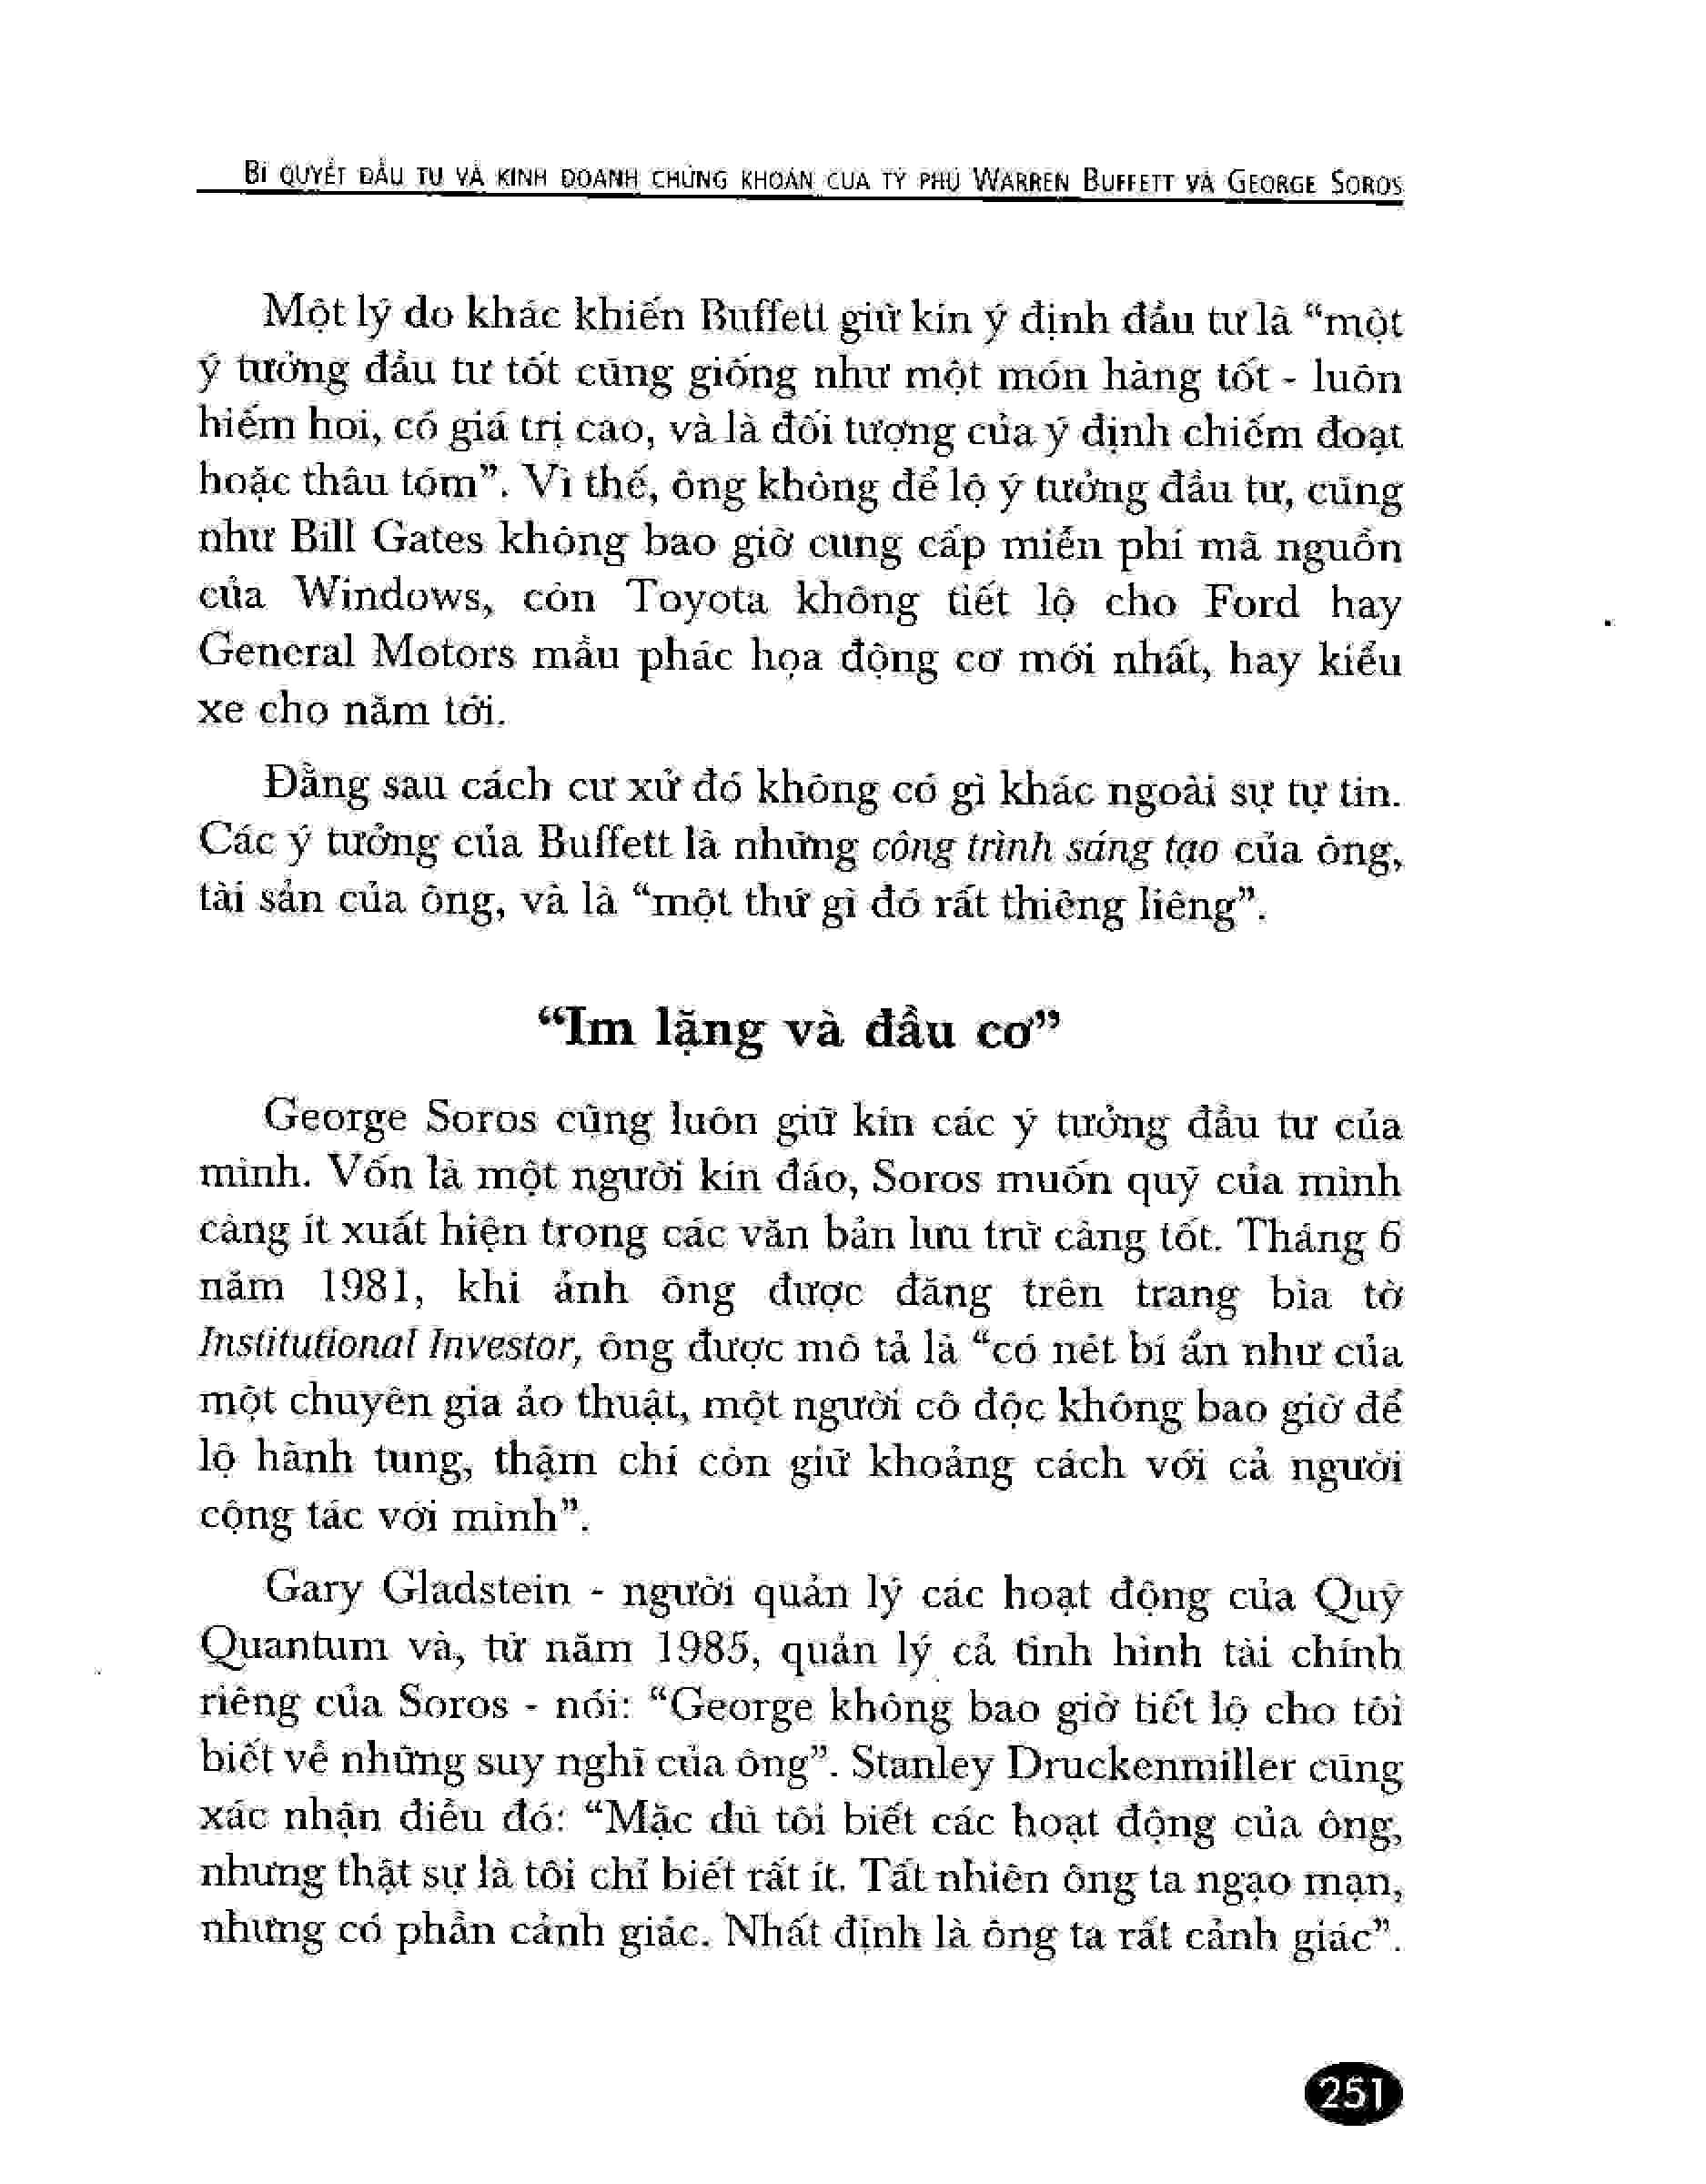 BÍ QUYẾT ĐẦU TƯ VÀ KINH DOANH CHỨNG KHOÁN CỦA TỶ PHÚ WARREN BUFFETT VÀ GEORGE SOROS
Một lý do khác khiến Buffett giữ kín ý định đầu tư là “một
ý tưởng đầu tư tốt cũng giống như một món hàng tốt - luôn
hiếm hoi, có giá trị cao, và là đối tượng của ý định chiếm đoạt
hoặc thâu tóm”. Vì thế, ông không để lộ ý tưởng đầu tư, cũng
như Bill Gates không bao giờ cung cấp miễn phí mã nguồn
của Windows, còn Toyota không tiết lộ cho Ford hay
General Motors mẫu phác họa động cơ mới nhất, hay kiểu
xe cho năm tới.
Đằng sau cách cư xử đó không có gì khác ngoài sự tự tin.
Các ý tưởng của Buffett là những công trình sáng tạo của ông,
tài sản của ông, và là “một thứ gì đó rất thiêng liêng”.
“Im lặng và đầu cơ”
George Soros cũng luôn giữ kín các ý tưởng đầu tư của
mình. Vốn là một người kín đáo, Soros muốn quỹ của mình
càng ít xuất hiện trong các văn bản lưu trữ càng tốt. Tháng 6
năm 1981, khi ảnh ông được đăng trên trang bìa tờ
Institutional Investor, ông được mô tả là “có nét bí ẩn như của
một chuyên gia ảo thuật, một người cô độc không bao giờ để
lộ hành tung, thậm chí còn giữ khoảng cách với cả người
cộng tác với mình”.
Gary Gladstein - người quản lý các hoạt động của Quỹ
Quantum và, từ năm 1985, quản lý cả tình hình tài chính
riêng của Soros - nói: “George không bao giờ tiết lộ cho tôi
biết về những suy nghĩ của ông”. Stanley Druckenmiller cũng
xác nhận điều đó: “Mặc dù tôi biết các hoạt động của ông,
nhưng thật sự là tôi chỉ biết rất ít. Tất nhiên ông ta ngạo mạn,
nhưng có phần cảnh giác. Nhất định là ông ta rất cảnh giác”.
251